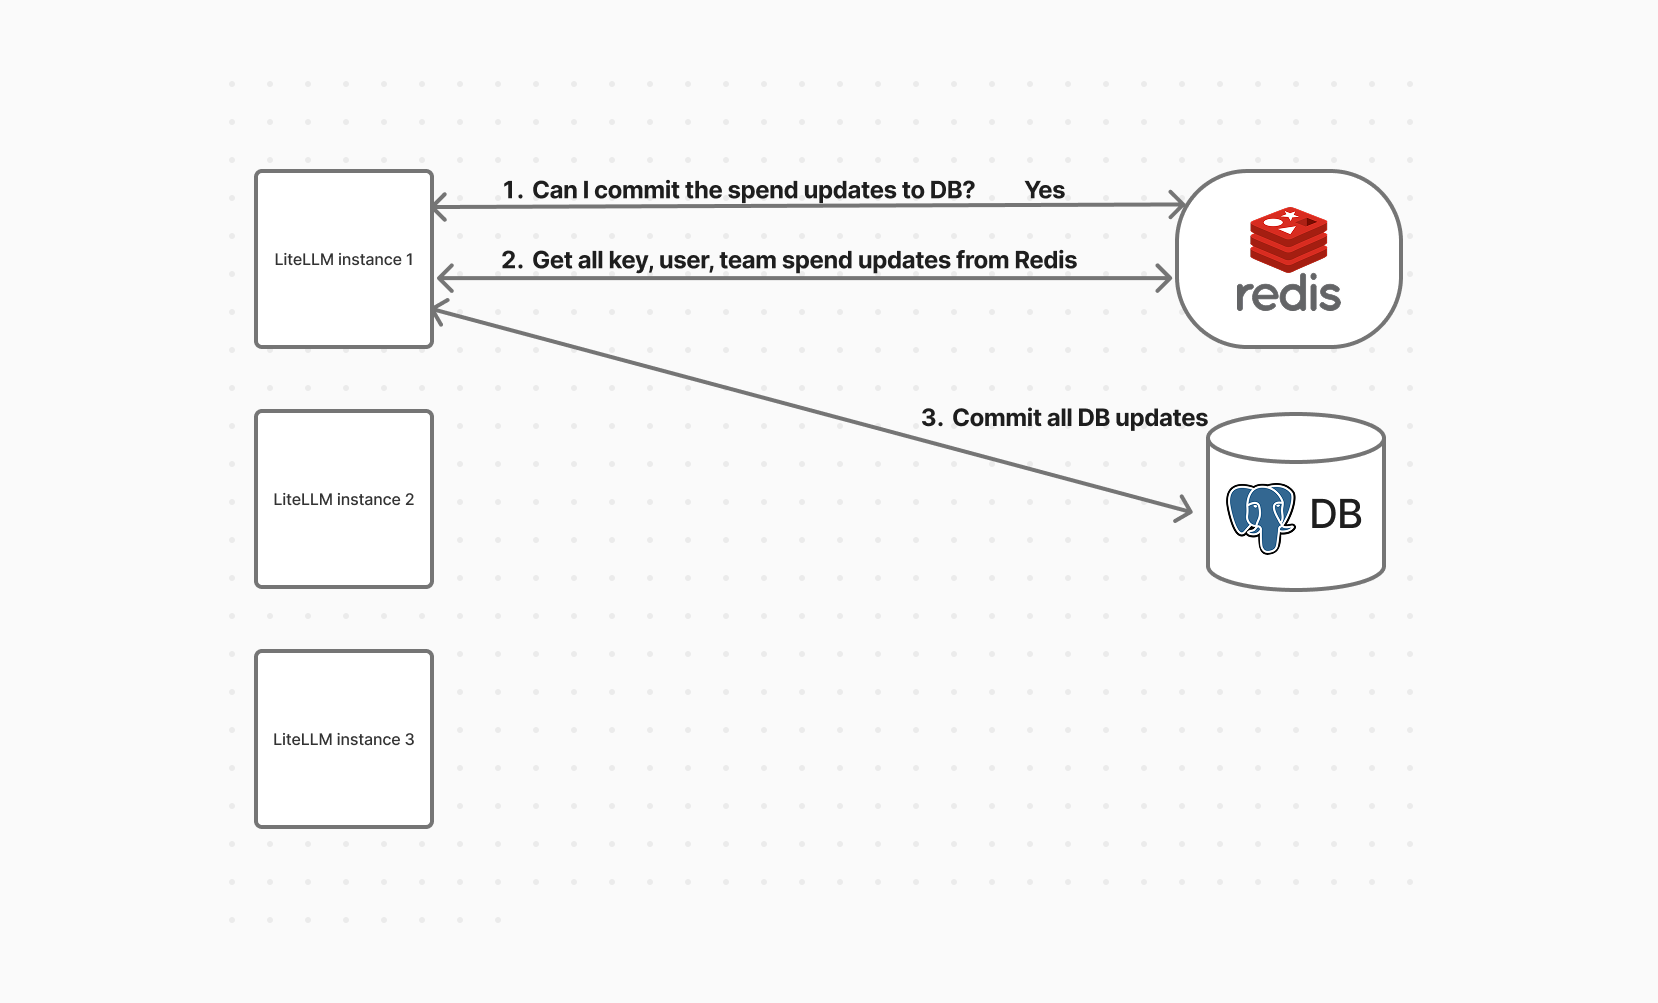 1. Can I commit the spend updates to DB? Yes
LiteLLM instance 1
2. Get all key, user, team spend updates from Redis
redis
3. Commit all DB updates
LiteLLM instance 2
DB
LiteLLM instance 3